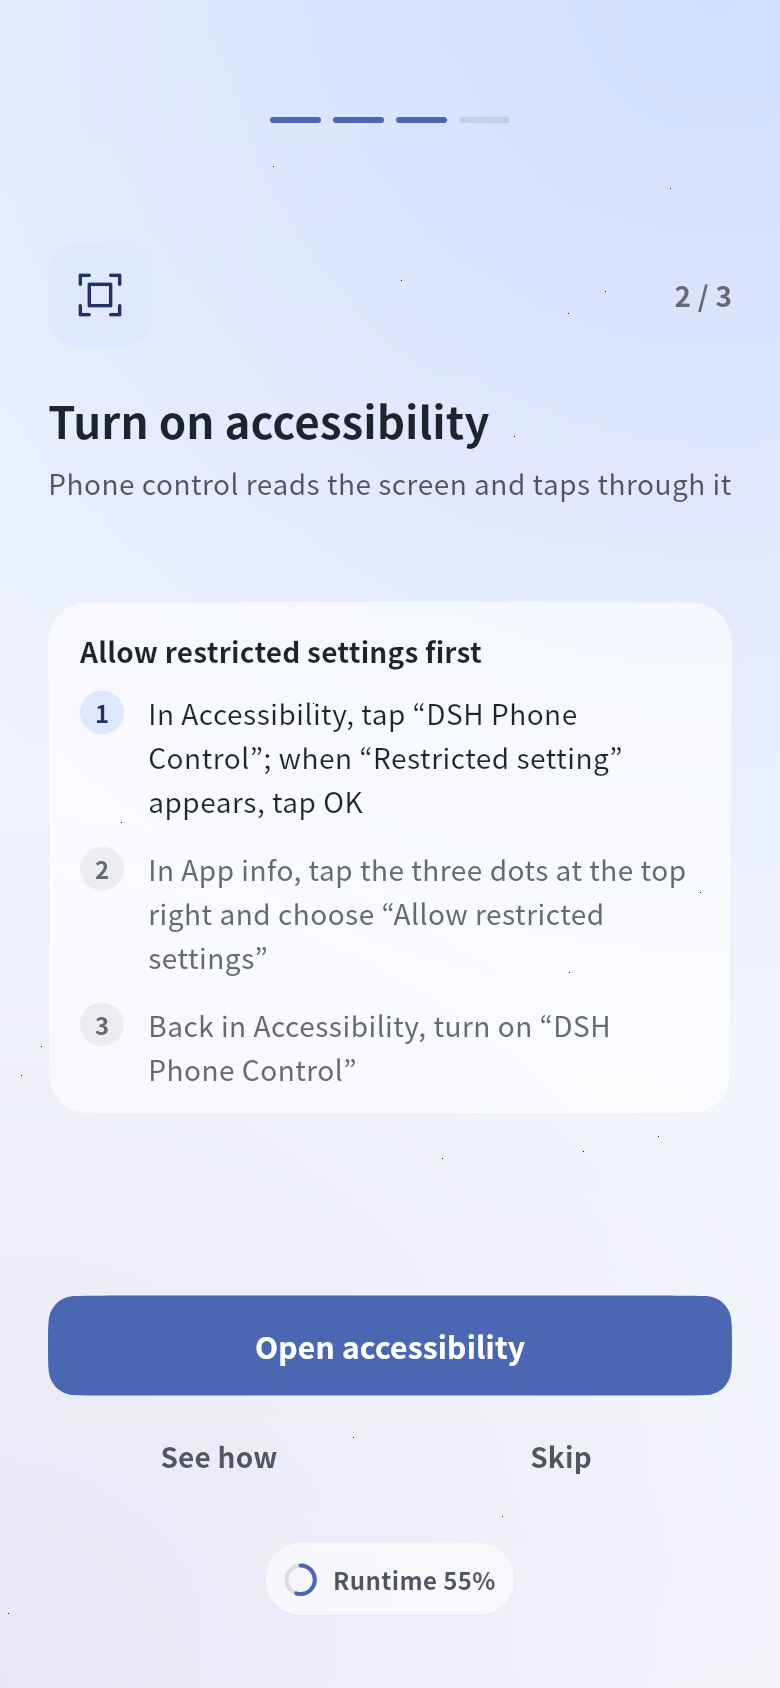 2 / 3
Turn on accessibility
Phone control reads the screen and taps through it
Allow restricted settings first
1 In Accessibility, tap “DSH Phone
Control”; when “Restricted setting”
appears, tap OK
2 In App info, tap the three dots at the top
right and choose “Allow restricted
settings”
3 Back in Accessibility, turn on “DSH
Phone Control”
Open accessibility
See how Skip
Runtime 55%